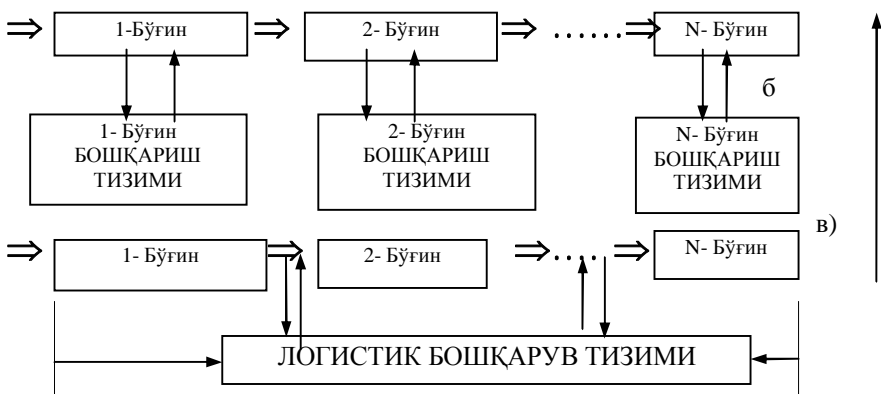 1-Бўғин
2- Бўғин
......
N- Бўғин
б
1- Бўғин
БОШҚАРИШ
ТИЗИМИ
2- Бўғин
БОШҚАРИШ
ТИЗИМИ
N- Бўғин
БОШҚАРИШ
ТИЗИМИ
в)
1- Бўғин
2- Бўғин
.....
N- Бўғин
ЛОГИСТИК БОШҚАРУВ ТИЗИМИ